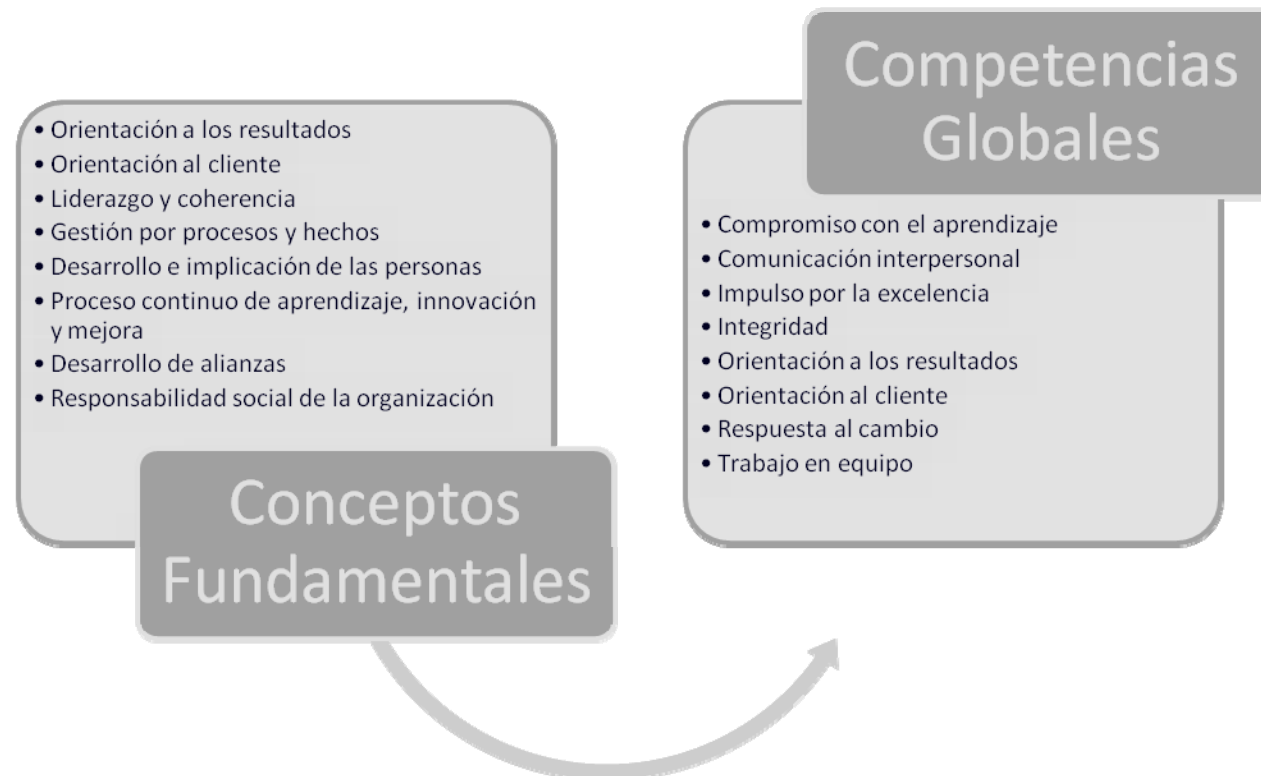 • Orientación a los resultados
• Orientación al cliente
• Liderazgo y coherencia
• Gestión por procesos y hechos
• Desarrollo e implicación de las personas
• Proceso continuo de aprendizaje, innovación
y mejora
• Desarrollo de alianzas
• Responsabilidad social de la organización
Conceptos
Fundamentales
Competencias
Globales
• Compromiso con el aprendizaje
• Comunicación interpersonal
• Impulso por la excelencia
• Integridad
• Orientación a los resultados
• Orientación al cliente
• Respuesta al cambio
• Trabajo en equipo